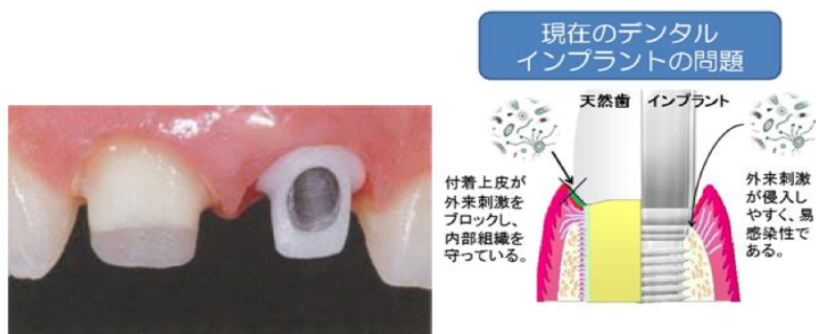 現在のデンタル
インプラントの問題
天然歯 インプラント
付着上皮が
外来刺激を
ブロックし、
内部組織を
守っている。
外来刺激
が侵入し
やすく、易
感染性で
ある。